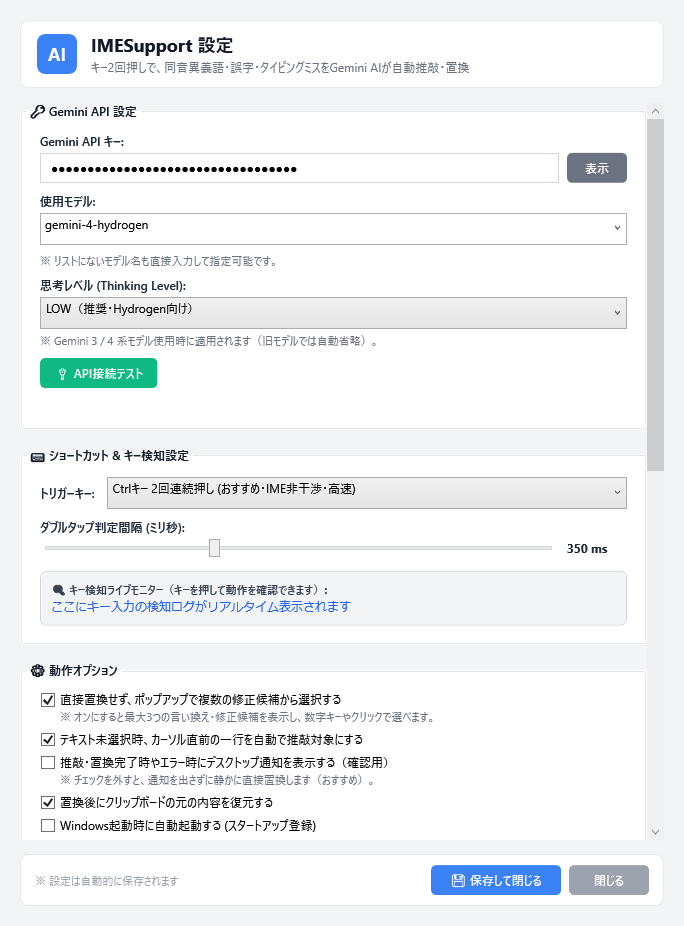 AI
IMESupport 設定
キー2回押しで、同音異義語・誤字・タイピングミスをGemini AIが自動推敲・置換
Gemini API 設定
Gemini API キー:
●●●●●●●●●●●●●●●●●●●●●●●●●●●●●●●●●●
表示
使用モデル:
gemini-4-hydrogen
※ リストにないモデル名も直接入力して指定可能です。
思考レベル (Thinking Level):
LOW（推奨・Hydrogen向け）
※ Gemini 3 / 4 系モデル使用時に適用されます（旧モデルでは自動省略）。
API接続テスト
ショートカット & キー検知設定
トリガーキー:
Ctrlキー 2回連続押し (おすすめ・IME非干渉・高速)
ダブルタップ判定間隔 (ミリ秒):
350 ms
キー検知ライブモニター（キーを押して動作を確認できます）:
ここにキー入力の検知ログがリアルタイム表示されます
動作オプション
直接置換せず、ポップアップで複数の修正候補から選択する
※ オンにすると最大3つの言い換え・修正候補を表示し、数字キーやクリックで選べます。
テキスト未選択時、カーソル直前の一行を自動で推敲対象にする
推敲・置換完了時やエラー時にデスクトップ通知を表示する（確認用）
※ チェックを外すと、通知を出さずに静かに直接置換します（おすすめ）。
置換後にクリップボードの元の内容を復元する
Windows起動時に自動起動する (スタートアップ登録)
※ 設定は自動的に保存されます
保存して閉じる
閉じる